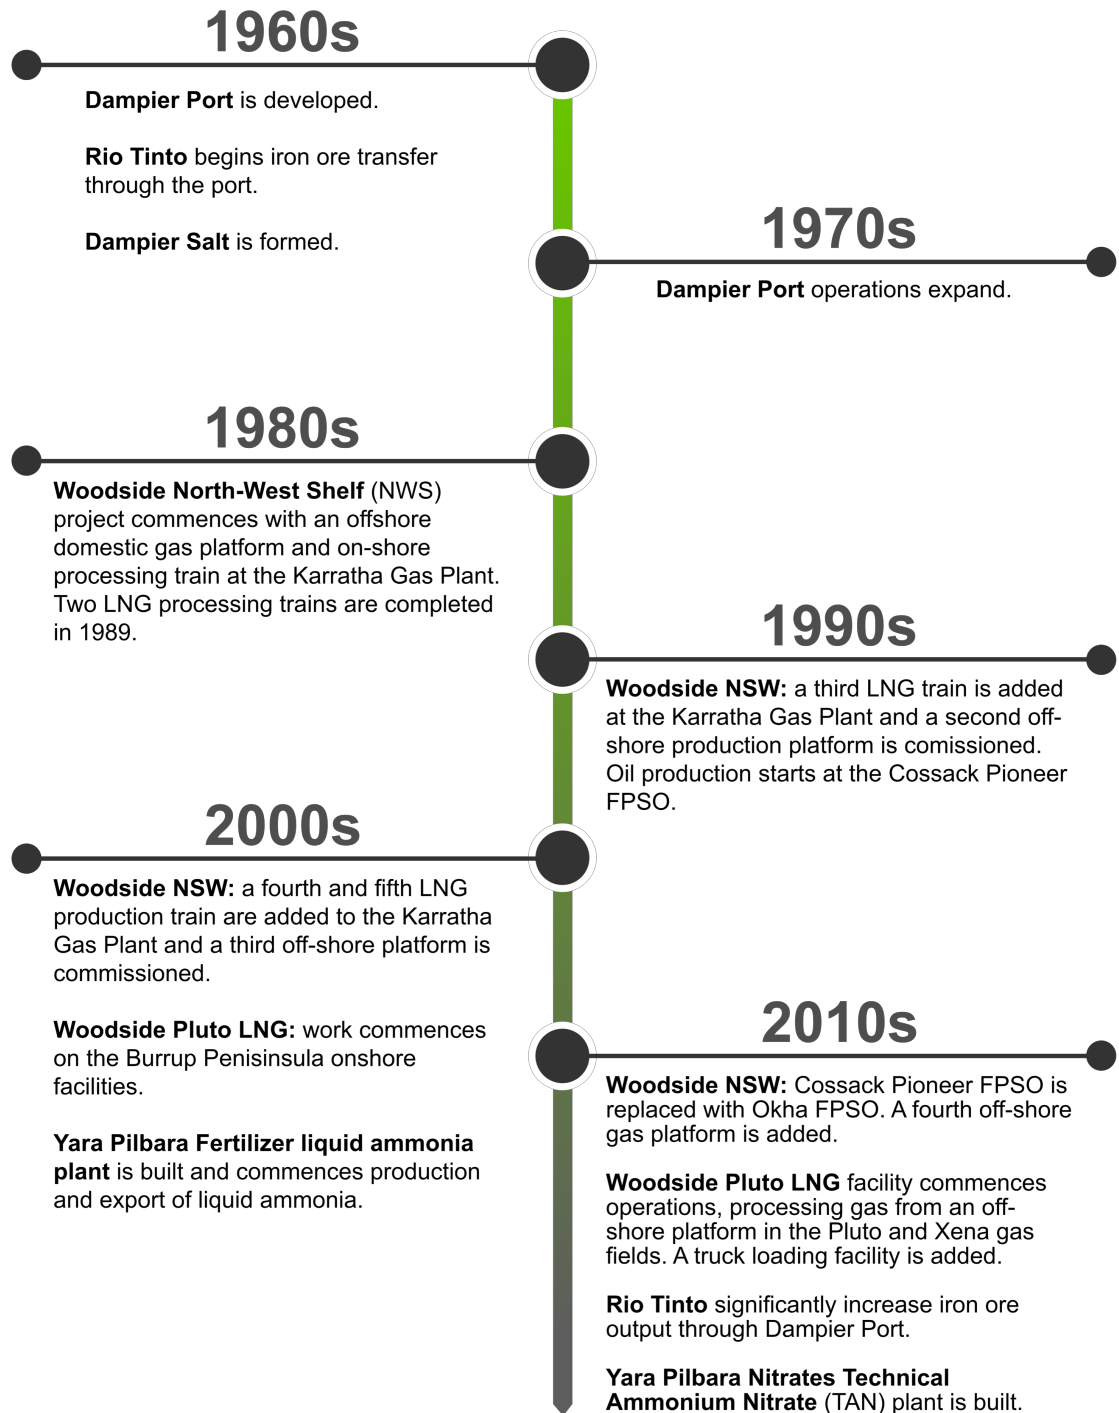 1960s
Dampier Port is developed.
Rio Tinto begins iron ore transfer
through the port.
Dampier Salt is formed.
1970s
Dampier Port operations expand.
1980s
Woodside North-West Shelf (NWS)
project commences with an offshore
domestic gas platform and on-shore
processing train at the Karratha Gas Plant.
Two LNG processing trains are completed
in 1989.
1990s
Woodside NSW: a third LNG train is added
at the Karratha Gas Plant and a second off-
shore production platform is comissioned.
Oil production starts at the Cossack Pioneer
FPSO.
2000s
Woodside NSW: a fourth and fifth LNG
production train are added to the Karratha
Gas Plant and a third off-shore platform is
commissioned.
Woodside Pluto LNG: work commences
on the Burrup Penisinsula onshore
facilities.
Yara Pilbara Fertilizer liquid ammonia
plant is built and commences production
and export of liquid ammonia.
2010s
Woodside NSW: Cossack Pioneer FPSO is
replaced with Okha FPSO. A fourth off-shore
gas platform is added.
Woodside Pluto LNG facility commences
operations, processing gas from an off-
shore platform in the Pluto and Xena gas
fields. A truck loading facility is added.
Rio Tinto significantly increase iron ore
output through Dampier Port.
Yara Pilbara Nitrates Technical
Ammonium Nitrate (TAN) plant is built.